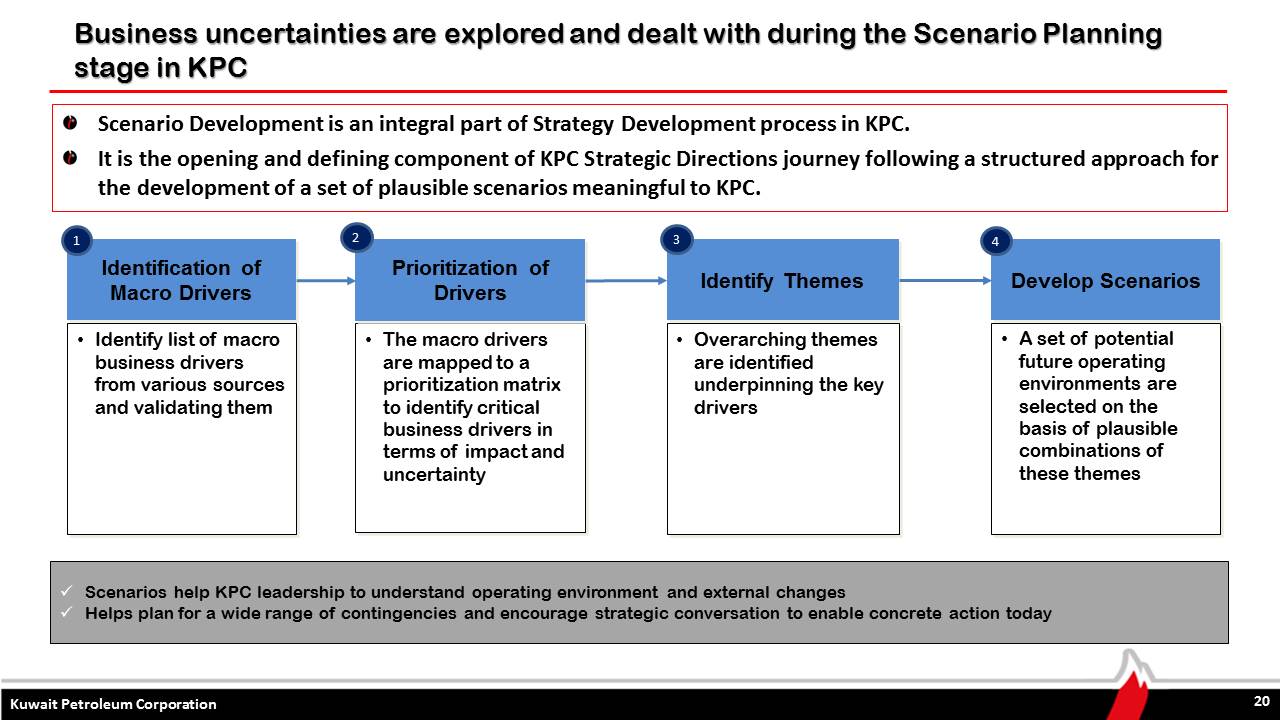 Business uncertainties are explored and dealt with during the Scenario Planning
stage in KPC
Scenario Development is an integral part of Strategy Development process in KPC.
It is the opening and defining component of KPC Strategic Directions journey following a structured approach for
the development of a set of plausible scenarios meaningful to KPC.
1
Identification of
Macro Drivers
• Identify list of macro
business drivers
from various sources
and validating them
2
Prioritization of
Drivers
• The macro drivers
are mapped to a
prioritization matrix
to identify critical
business drivers in
terms of impact and
uncertainty
3
Identify Themes
• Overarching themes
are identified
underpinning the key
drivers
4
Develop Scenarios
• A set of potential
future operating
environments are
selected on the
basis of plausible
combinations of
these themes
✓ Scenarios help KPC leadership to understand operating environment and external changes
✓ Helps plan for a wide range of contingencies and encourage strategic conversation to enable concrete action today
Kuwait Petroleum Corporation
20